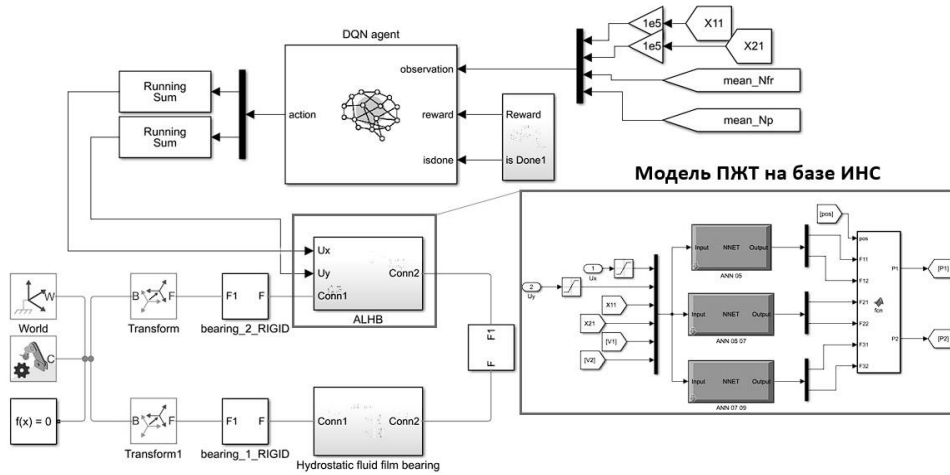 DQN agent
observation
reward
isdone
action
Running
Sum
Running
Sum
1e5
X11
1e5
X21
mean_Nfr
mean_Np
Reward
is Done1
Модель ПЖТ на базе ИНС
Ux
Uy
Conn1
Conn2
ALHB
W
World
C
f(x) = 0
B
F
Transform
F1
F
bearing_2_RIGID
F1
F
B
F
Transform1
F1
F
bearing_1_RIGID
Conn1
Conn2
Hydrostatic fluid film bearing
[pos]
1
Ux
2
Uy
X11
X21
[V1]
[V2]
Input
NNET
Output
ANN 05
Input
NNET
Output
ANN 05 07
Input
NNET
Output
ANN 07 09
pos
F11
F12
F21
F22
F31
F32
fcn
P1
P2
[P1]
[P2]